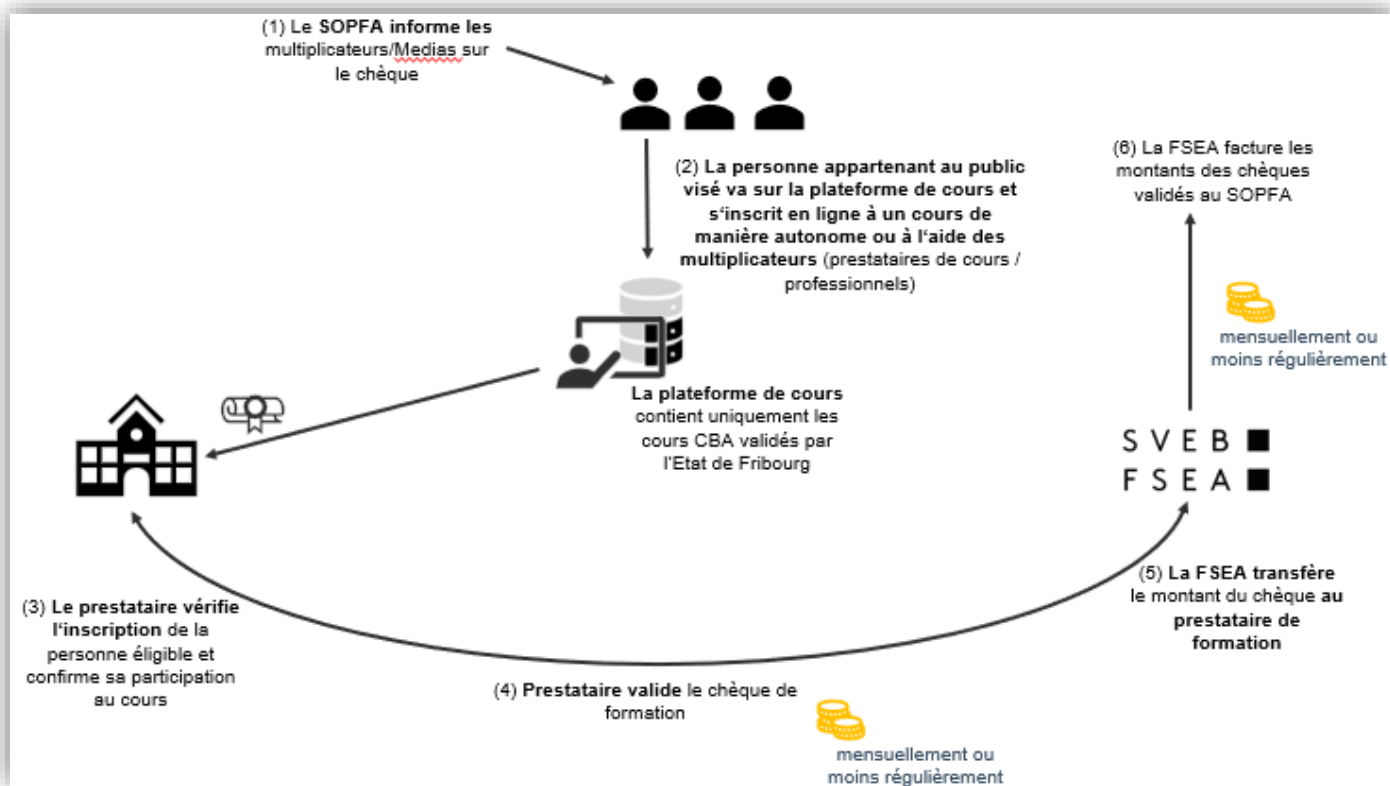 (1) Le SOPFA informe les
multiplicateurs/Medias sur
le chèque
(2) La personne appartenant au public
visé va sur la plateforme de cours et
s‘inscrit en ligne à un cours de
manière autonome ou à l‘aide des
multiplicateurs (prestataires de cours /
professionnels)
(6) La FSEA facture les
montants des chèques
validés au SOPFA
mensuellement ou
moins régulièrement
La plateforme de cours
contient uniquement les
cours CBA validés par
l'Etat de Fribourg
SVEB
FSEA
(3) Le prestataire vérifie
l‘inscription de la
personne éligible et
confirme sa participation
au cours
(4) Prestataire valide le chèque de
formation
mensuellement ou
moins régulièrement
(5) La FSEA transfère
le montant du chèque au
prestataire de
formation